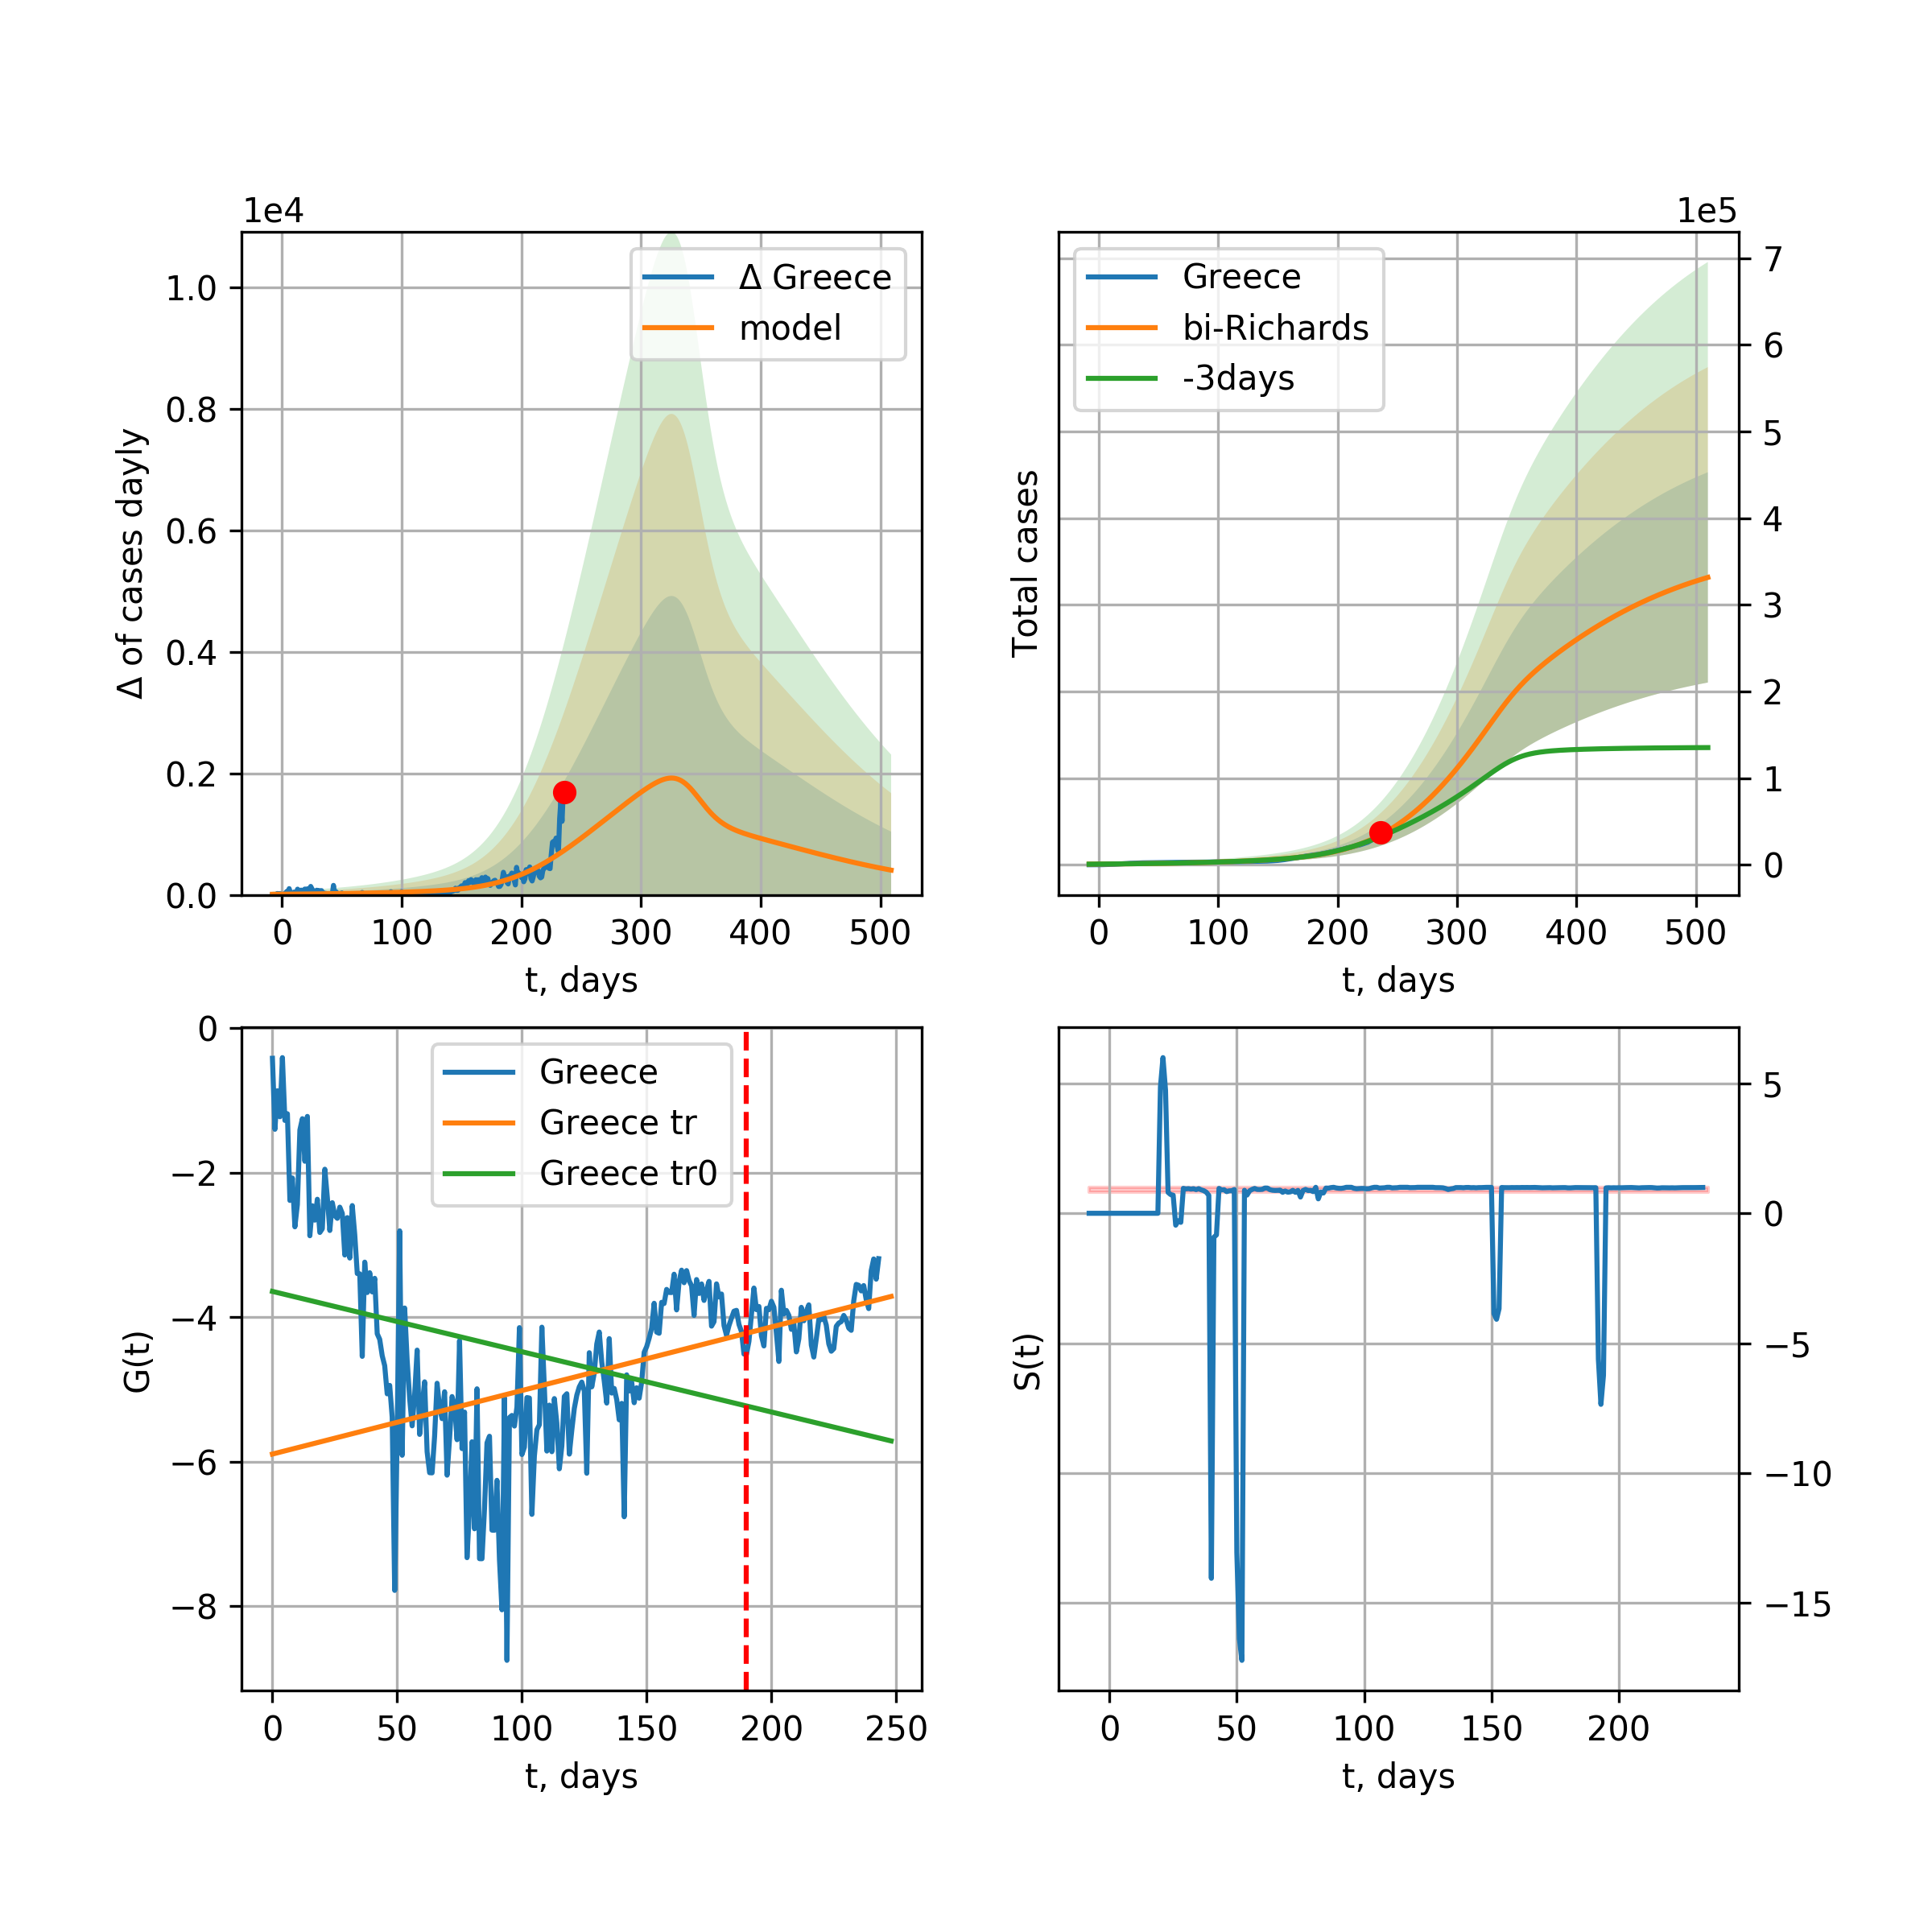 1e4
1e5
Δ of cases dayly
1.0
0.8
0.6
0.4
0.2
0.0
Δ Greece
model
0 100 200 300 400 500
t, days
Total cases
Greece
bi-Richards
-3days
7
6
5
4
3
2
1
0
0 100 200 300 400 500
t, days
G(t)
0
−2
−4
−6
−8
Greece
Greece tr
Greece tr0
0 50 100 150 200 250
t, days
S(t)
5
0
−5
−10
−15
0 50 100 150 200
t, days